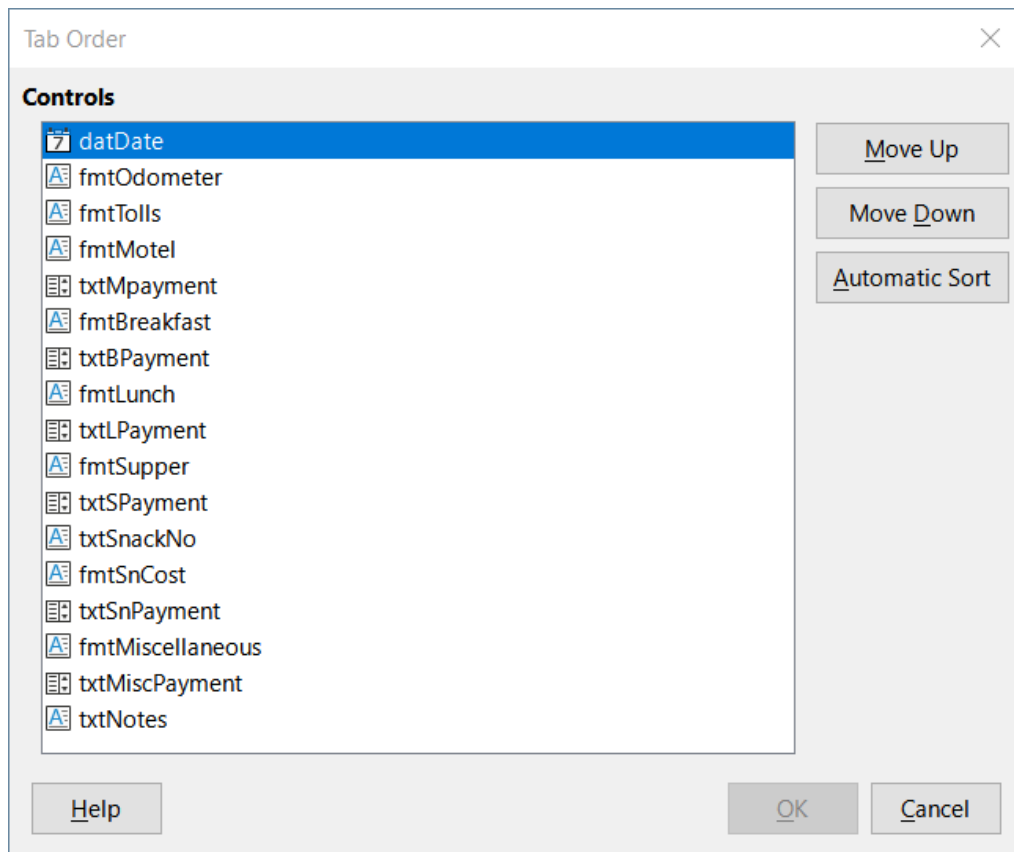 Tab Order
Controls
7 datDate
fmtOdometer
fmtTolls
fmtMotel
txtMpayment
fmtBreakfast
txtBPayment
fmtLunch
txtLPayment
fmtSupper
txtSPayment
txtSnackNo
fmtSnCost
txtSnPayment
fmtMiscellaneous
txtMiscPayment
txtNotes
Move Up
Move Down
Automatic Sort
Help
OK
Cancel